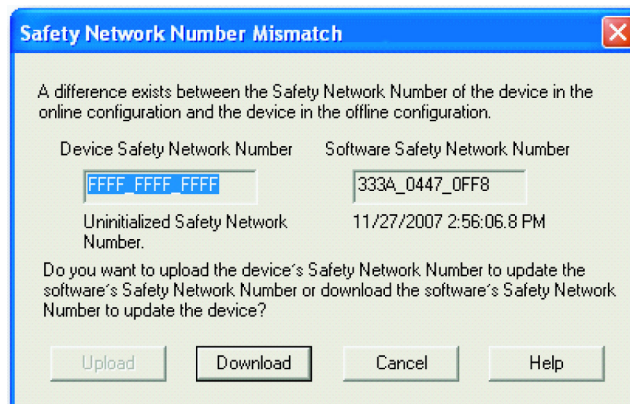 Safety Network Number Mismatch
A difference exists between the Safety Network Number of the device in the
online configuration and the device in the offline configuration.
Device Safety Network Number
Software Safety Network Number
FFFF_FFFF_FFFF
333A_0447_0FF8
Uninitialized Safety Network
Number.
11/27/2007 2:56:06.8 PM
Do you want to upload the device's Safety Network Number to update the
software's Safety Network Number or download the software's Safety Network
Number to update the device?
Upload
Download
Cancel
Help